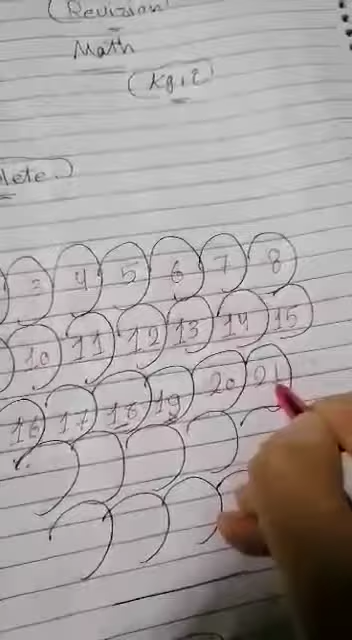 (Revision)
Math
(kg.2)
lete.)
3 4 5 6 7 8
10 11 12 13 14 15
16 17 18 19 20 21